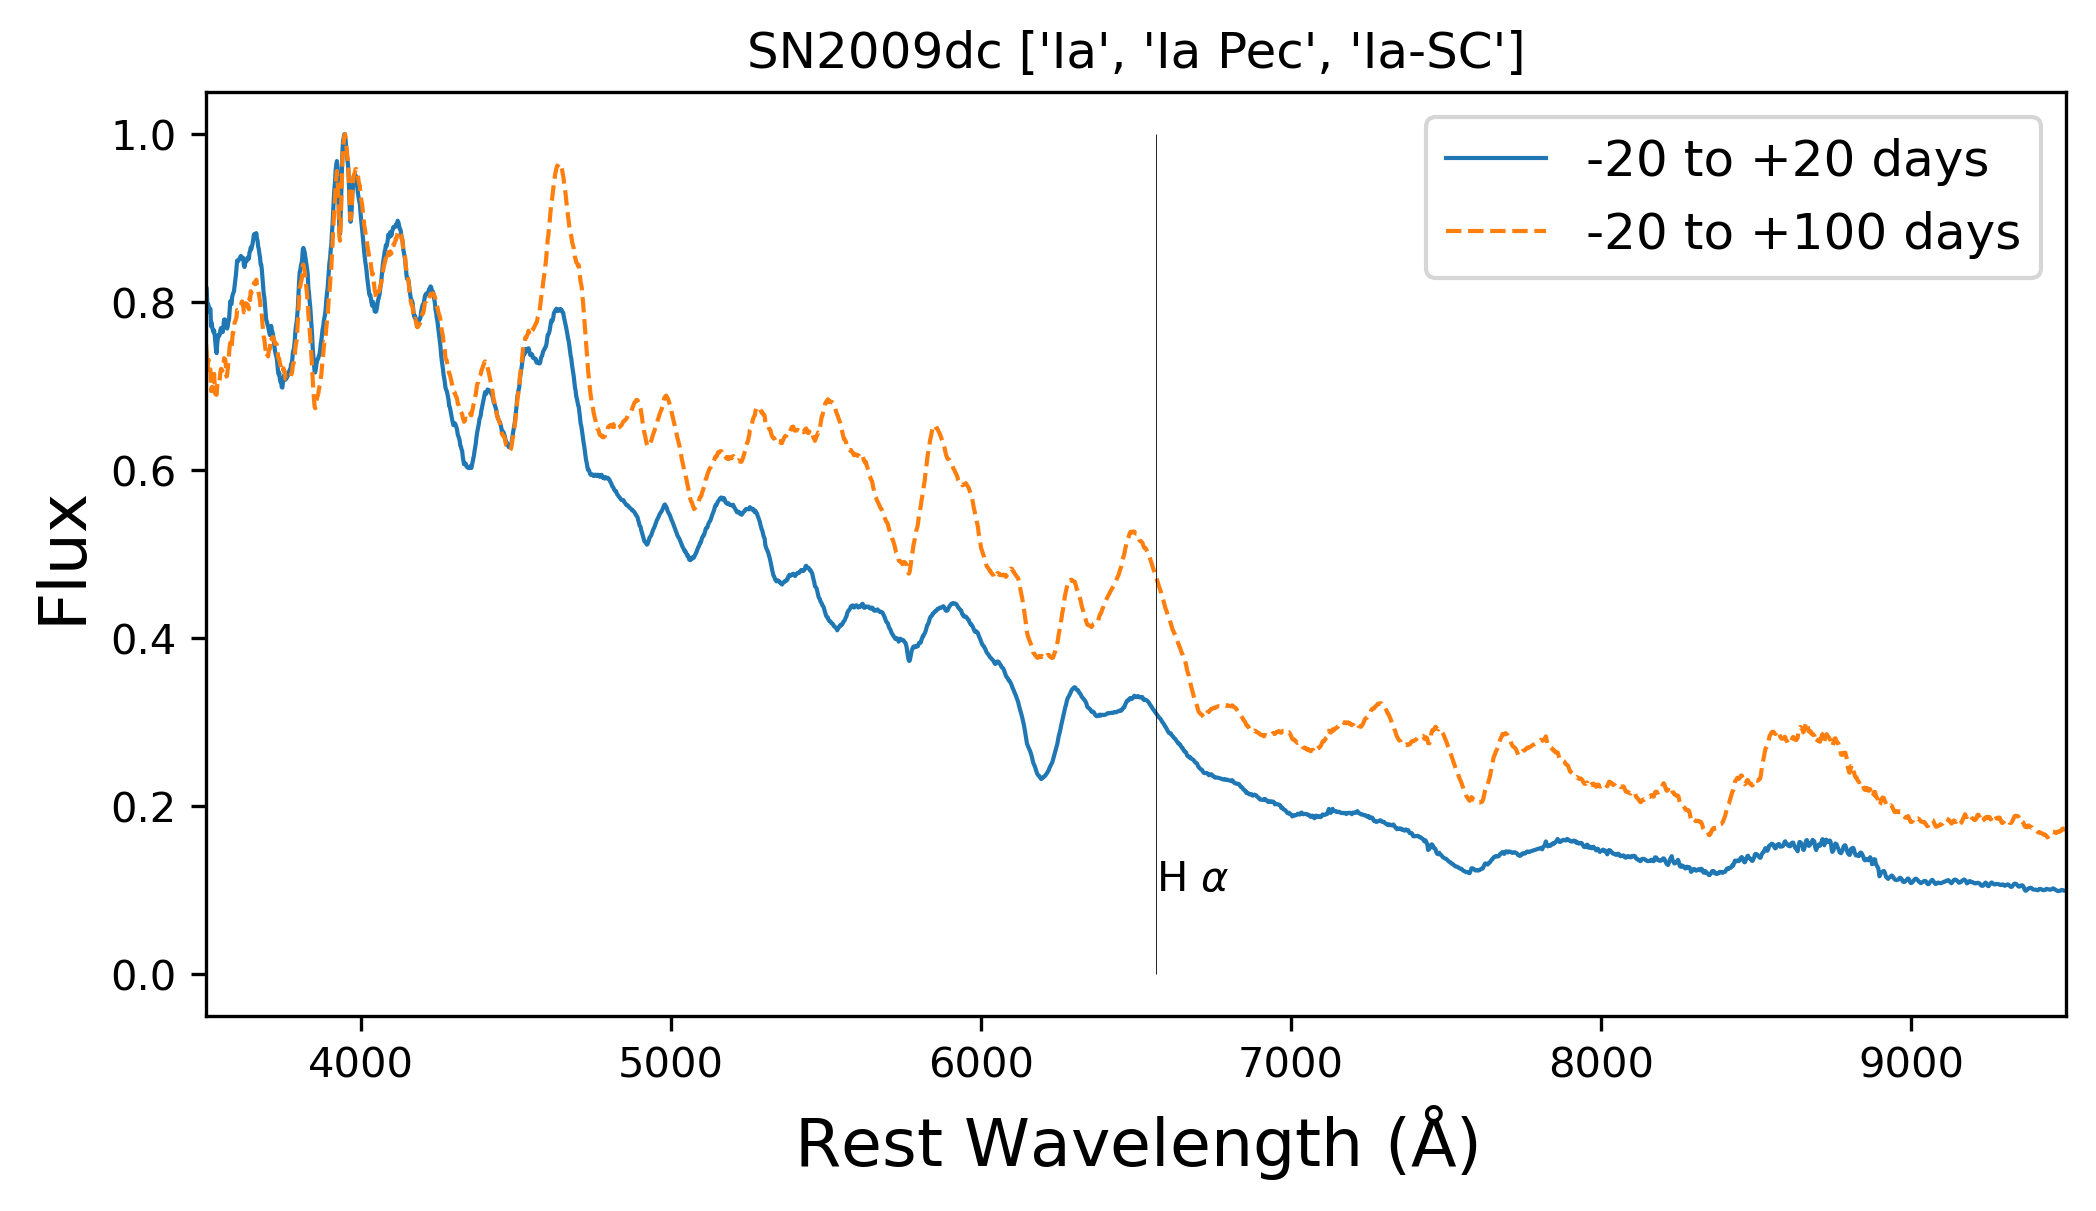 SN2009dc ['Ia', 'Ia Pec', 'Ia-SC']
-20 to +20 days
-20 to +100 days
1.0
0.8
0.6
0.4
0.2
0.0
Flux
H α
4000 5000 6000 7000 8000 9000
Rest Wavelength (Å)